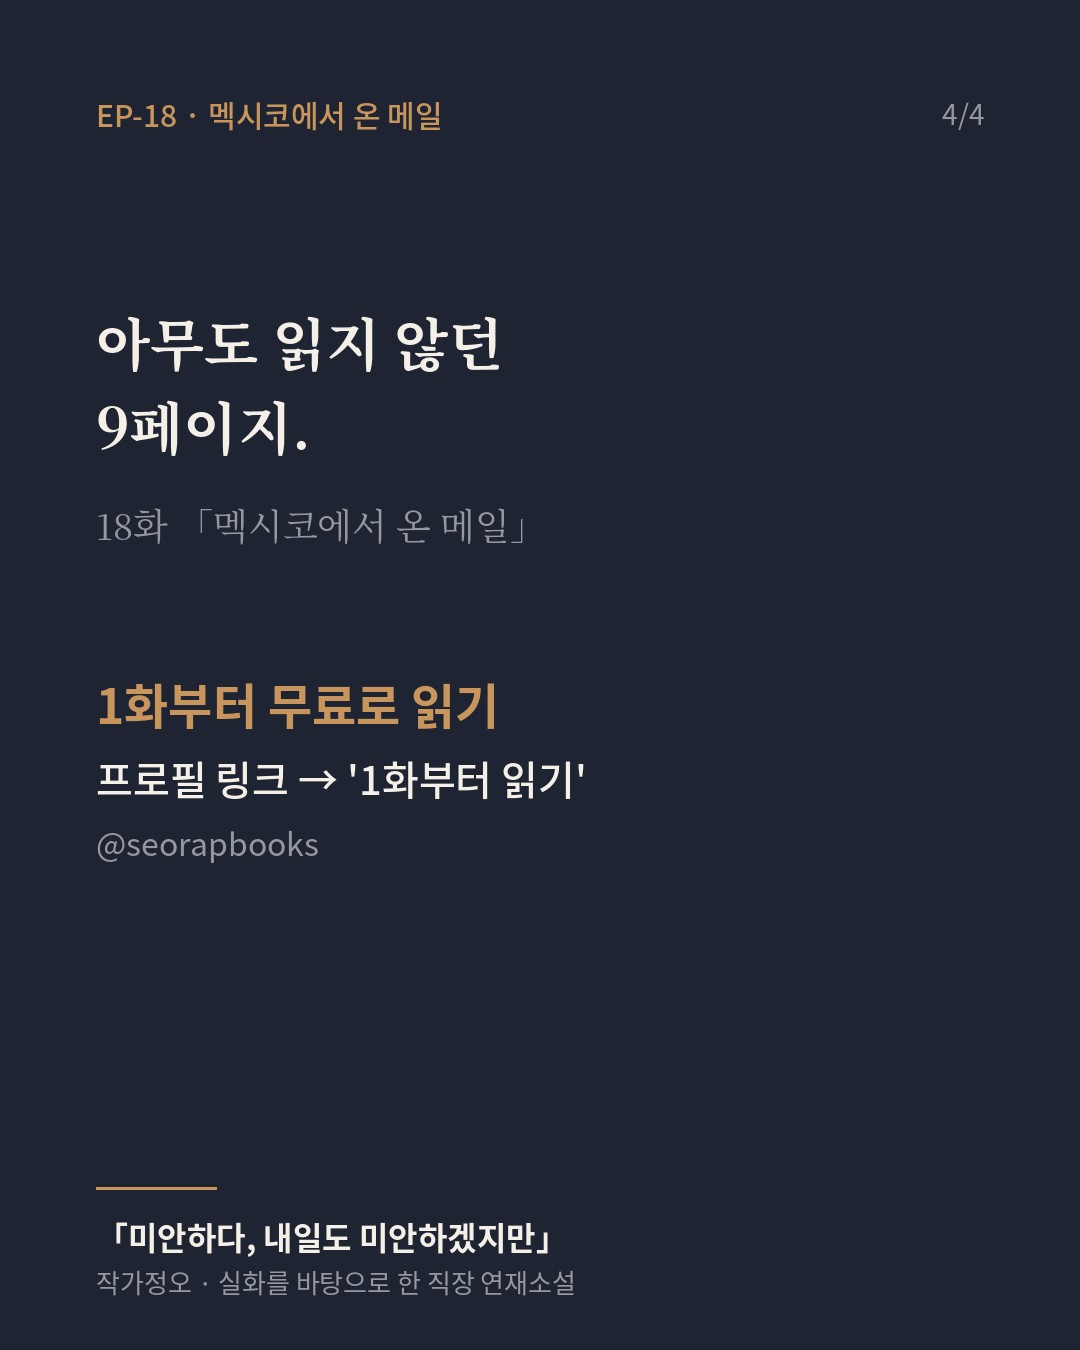 EP-18 · 멕시코에서 온 메일
4/4
아무도 읽지 않던
9페이지.
18화 「멕시코에서 온 메일」
1화부터 무료로 읽기
프로필 링크 → '1화부터 읽기'
@seorapbooks
「미안하다, 내일도 미안하겠지만」
작가정오 · 실화를 바탕으로 한 직장 연재소설